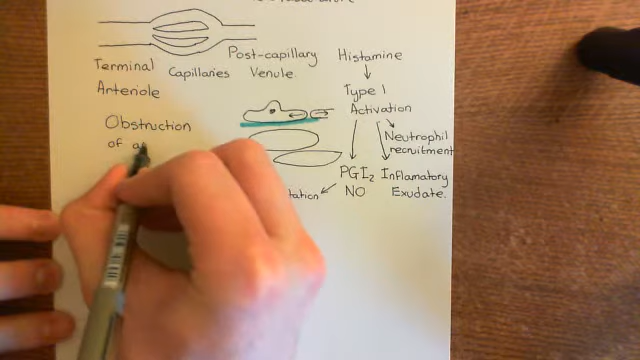 Terminal
Arteriole
Capillaries
Post-capillary
Venule.
Histamine
Type 1
Activation
Neutrophil
recruitment
PGI2
NO
Inflamatory
Exudate.
Obstruction
of a